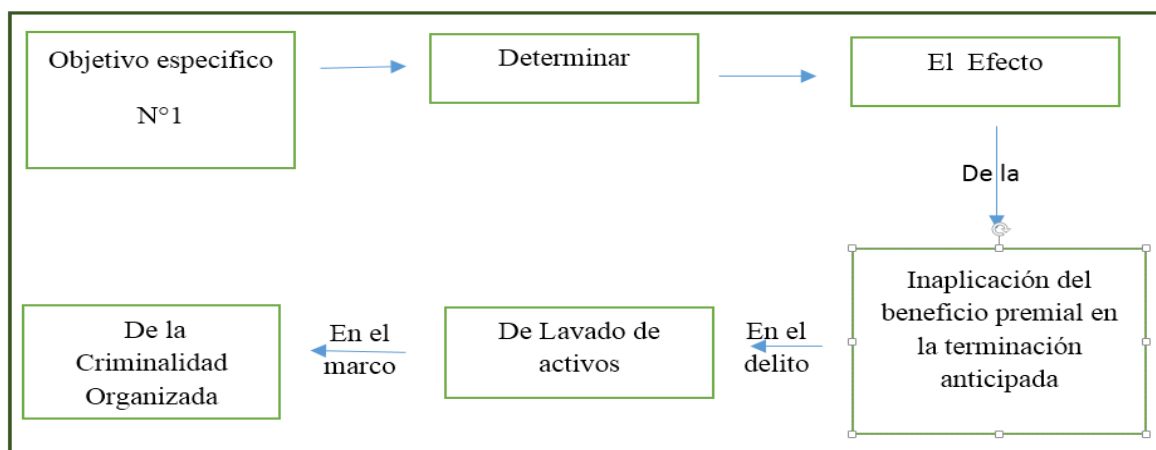 Objetivo especifico
N°1
Determinar
El Efecto
De la
Inaplicación del
beneficio premial en
la terminación
anticipada
En el
delito
De Lavado de
activos
En el
marco
De la
Criminalidad
Organizada